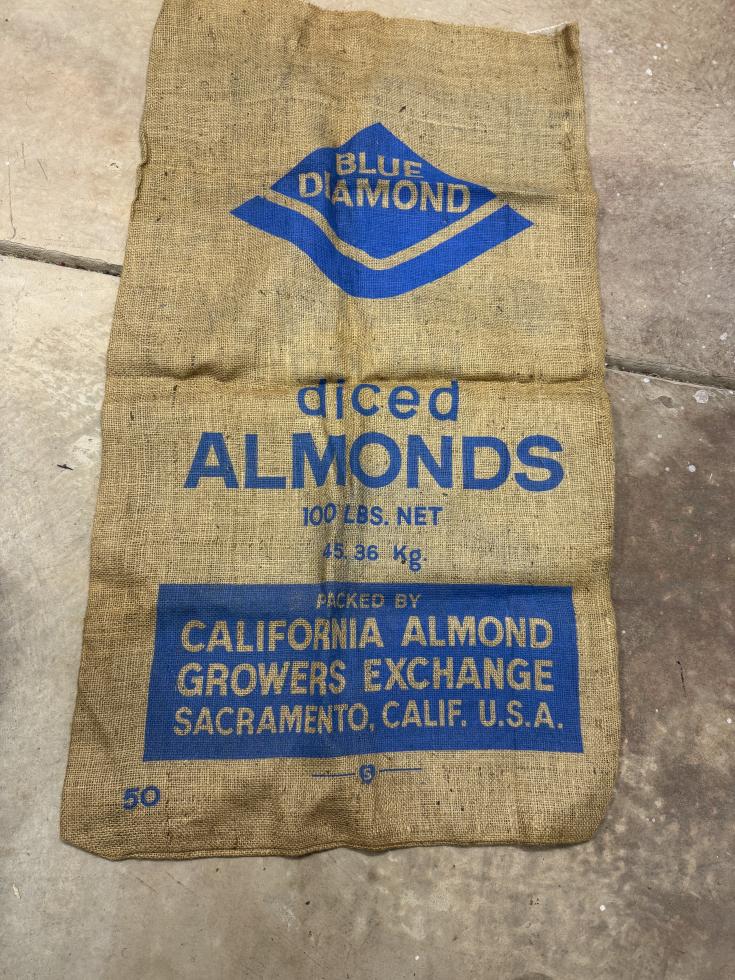 BLUE
DIAMOND
diced
ALMONDS
100 LBS. NET
45.36 Kg.
PACKED BY
CALIFORNIA ALMOND
GROWERS EXCHANGE
SACRAMENTO, CALIF. U.S.A.
S
50